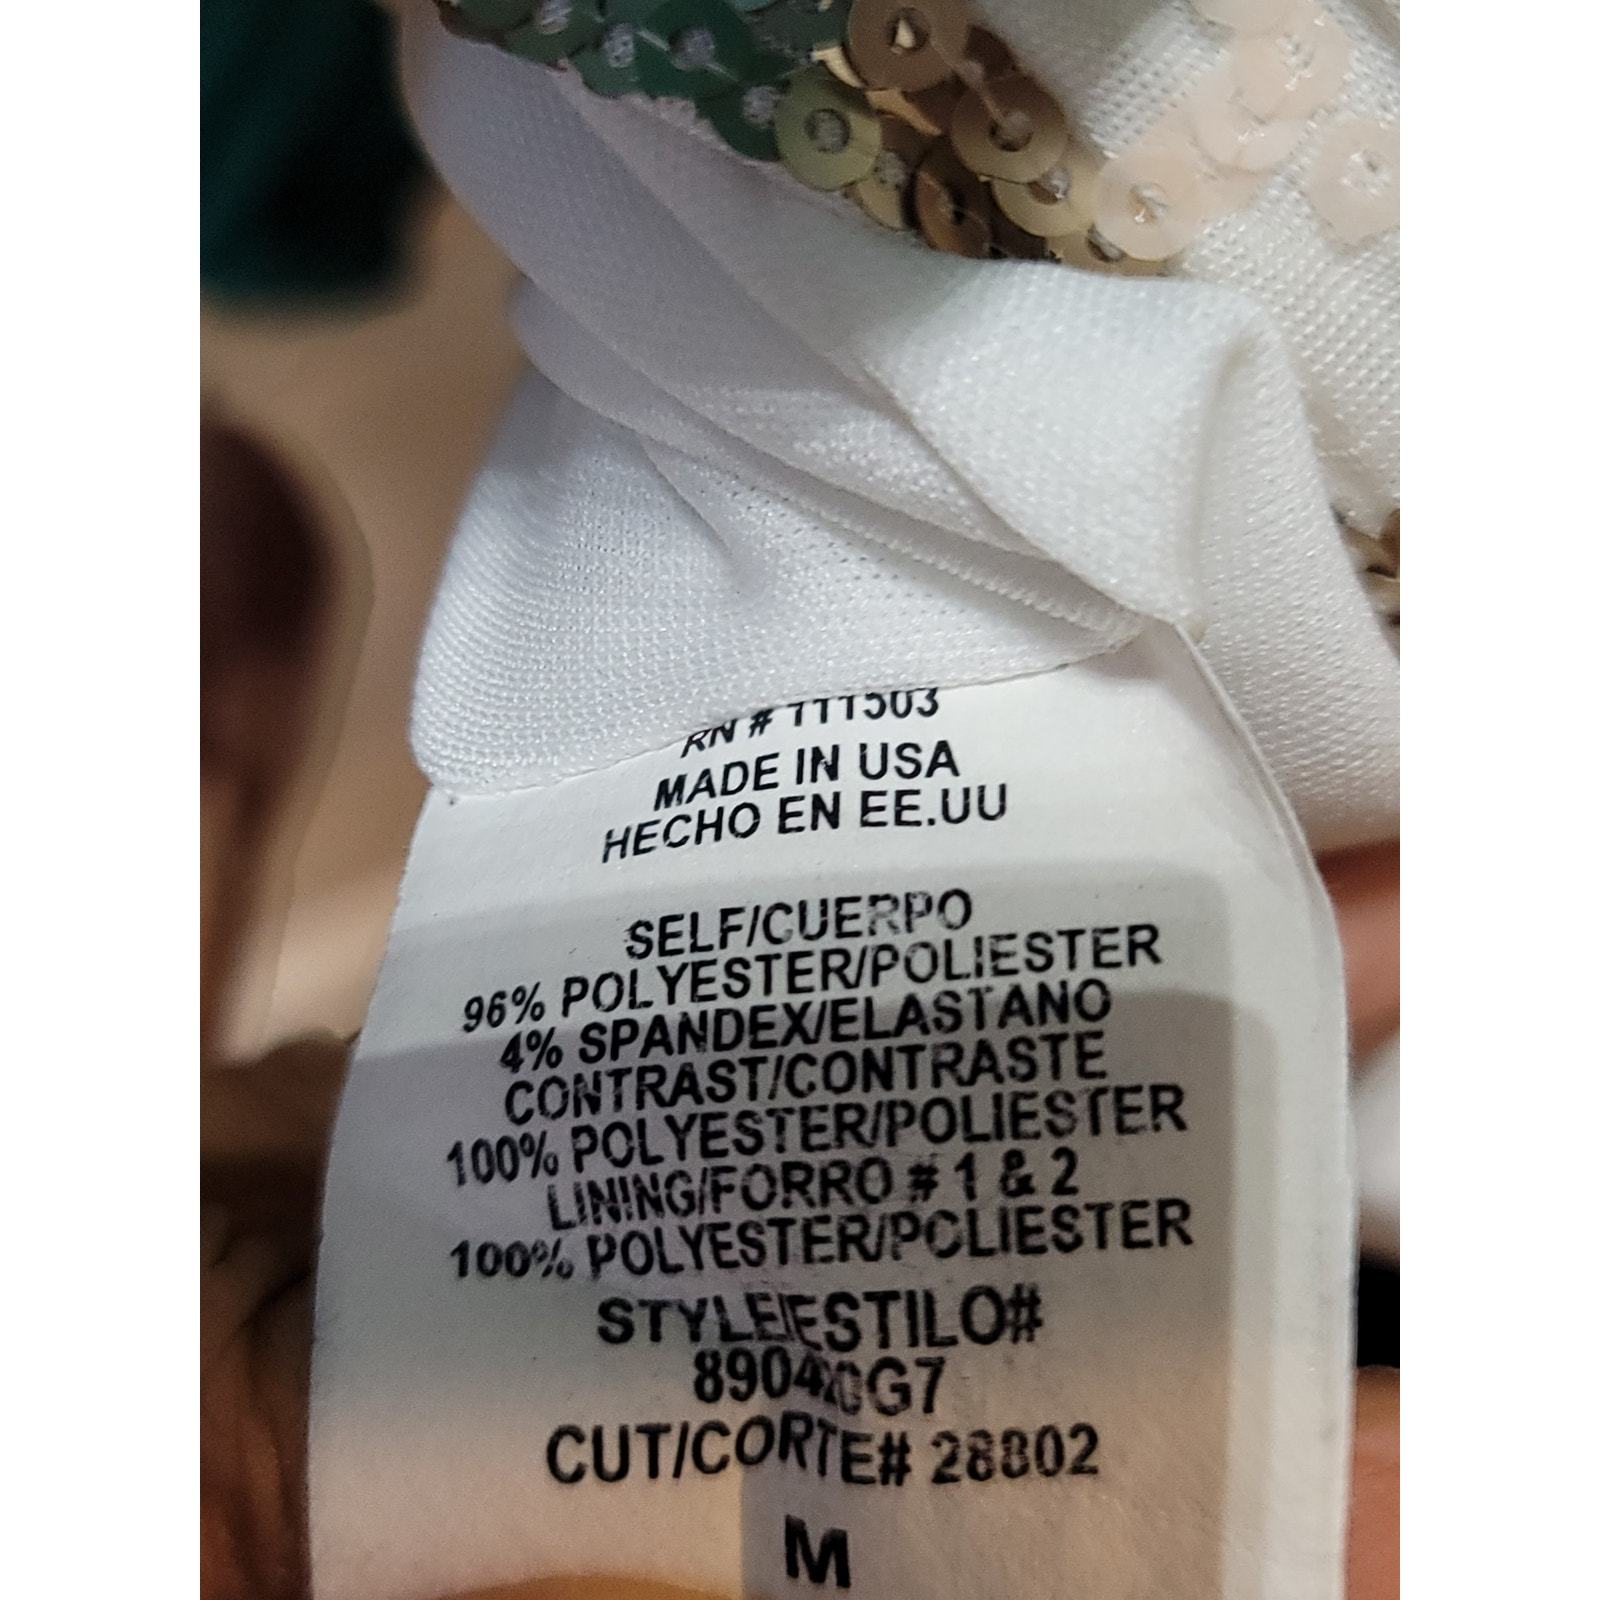 RN # 111503
MADE IN USA
HECHO EN EE.UU
SELF/CUERPO
96% POLYESTER/POLIESTER
4% SPANDEX/ELASTANO
CONTRAST/CONTRASTE
100% POLYESTER/POLIESTER
LINING/FORRO # 1 & 2
100% POLYESTER/POLIESTER
STYLE/ESTILO#
CUT/CORTE# 28802
M